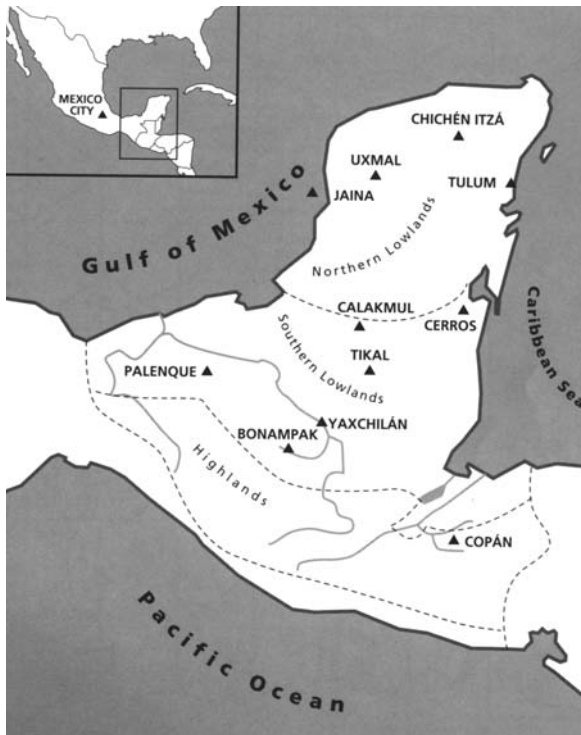 MEXICO
CITY
CHICHÉN ITZÁ
UXMAL
JAINA
TULUM
Gulf of Mexico
Northern Lowlands
CALAKMUL
CERROS
Caribbean Sea
Southern Lowlands
TIKAL
PALENQUE
YAXCHILÁN
BONAMPAK
Highlands
COPÁN
Pacific Ocean